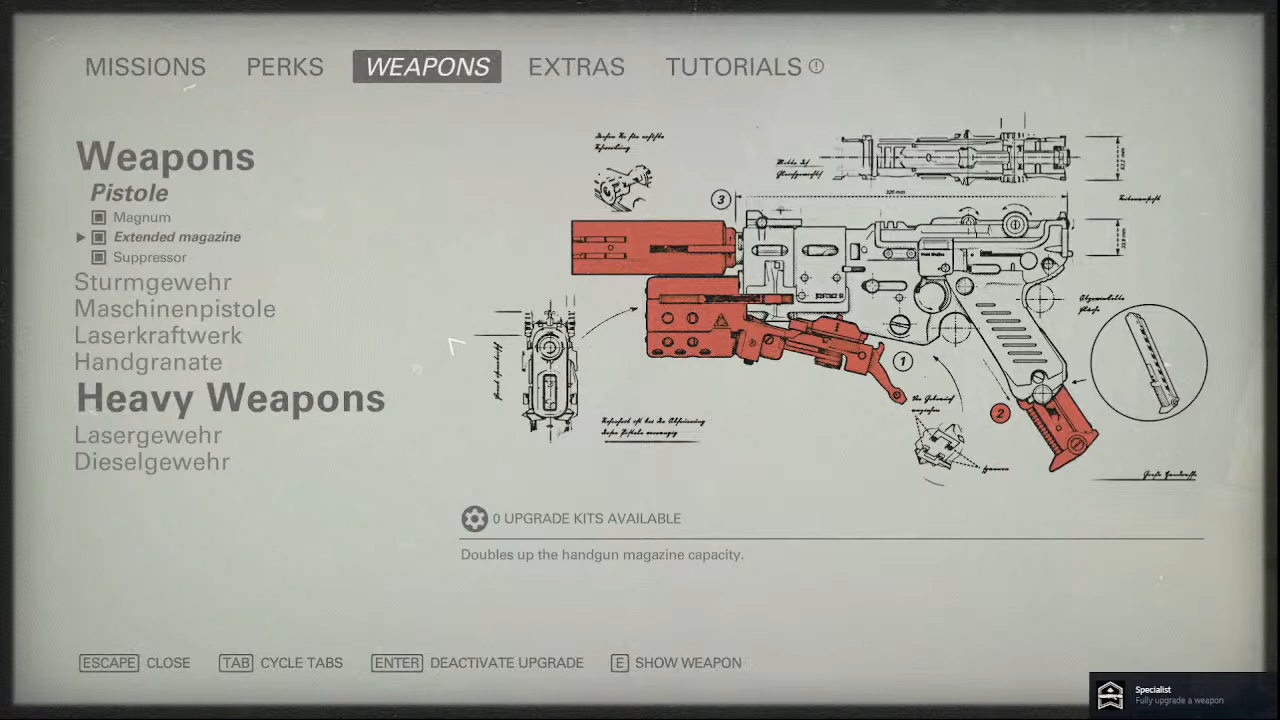 MISSIONS PERKS WEAPONS EXTRAS TUTORIALS
Weapons
Pistole
Magnum
Extended magazine
Suppressor
Sturmgewehr
Maschinenpistole
Laserkraftwerk
Handgranate
Heavy Weapons
Lasergewehr
Dieselgewehr
3
1
2
0 UPGRADE KITS AVAILABLE
Doubles up the handgun magazine capacity.
ESCAPE CLOSE TAB CYCLE TABS ENTER DEACTIVATE UPGRADE E SHOW WEAPON
Specialist
Fully upgrade a weapon